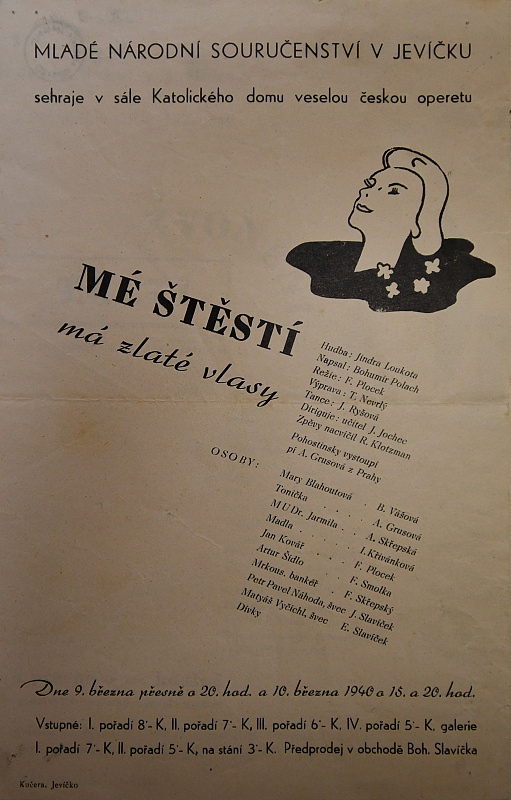 MLADÉ NÁRODNÍ SOURUČENSTVÍ V JEVÍČKU
sehraje v sále Katolického domu veselou českou operetu
MÉ ŠTĚSTÍ
má zlaté vlasy
Hudba: Jindra Loukota
Napsal: Bohumír Polach
Režie: F. Plocek
Výprava: T. Nevrlý
Tance: J. Ryšová
Diriguje: učitel J. Jochec
Zpěvy nacvičil R. Klotzman
Pohostinsky vystoupí
pí A. Grusová z Prahy
OSOBY:
Mary Blahoutová . B. Vášová
Tonička . . . . A. Grusová
MUDr. Jarmila . . A. Skřepská
Madla . . . . I. Křivánková
Jan Kovář . . . F. Plocek
Artur Šídlo . . F. Smolka
Mrkous, bankéř . F. Skřepský
Petr Pavel Náhoda, švec J. Slavíček
Matyáš Vyčichl, švec E. Slavíček
Dívky
Dne 9. března přesně o 20. hod. a 10. března 1940 o 15. a 20. hod.
Vstupné: I. pořadí 8·- K, II. pořadí 7·- K, III. pořadí 6·- K, IV. pořadí 5·- K, galerie
I. pořadí 7·- K, II. pořadí 5·- K, na stání 3·- K. Předprodej v obchodě Boh. Slavíčka
Kučera, Jevíčko